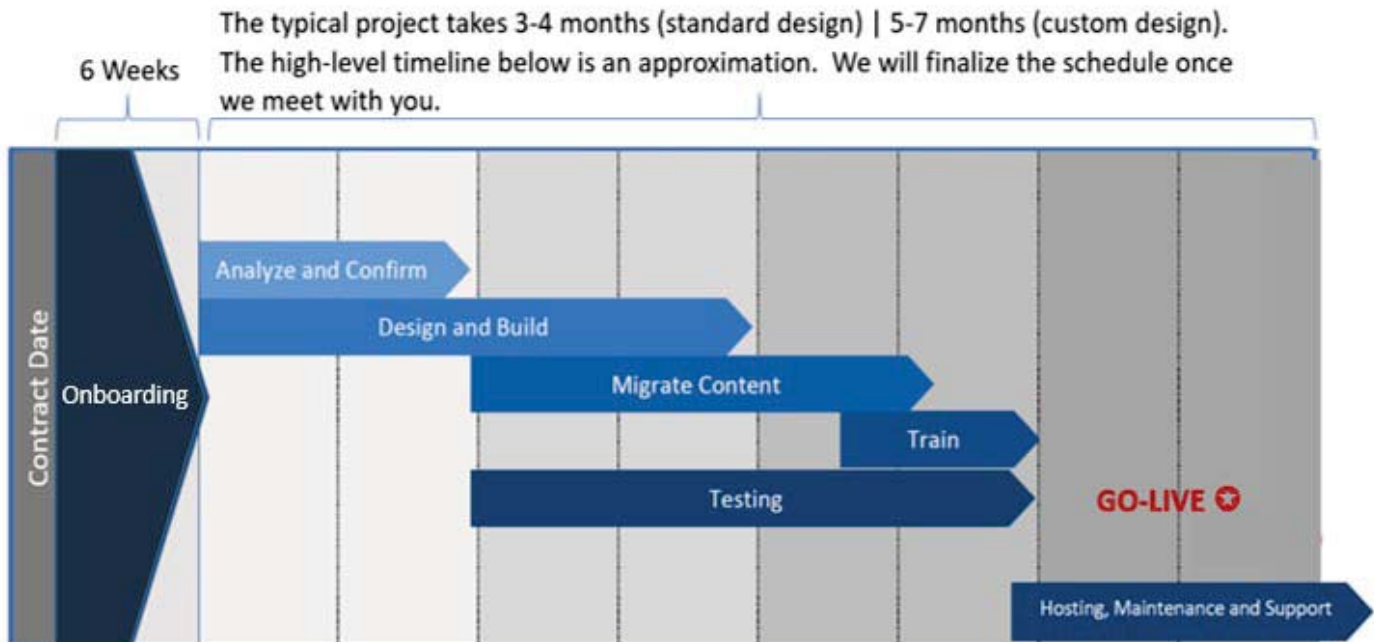 The typical project takes 3-4 months (standard design) | 5-7 months (custom design).
6 Weeks
The high-level timeline below is an approximation.  We will finalize the schedule once
we meet with you.
Contract Date
Onboarding
Analyze and Confirm
Design and Build
Migrate Content
Train
Testing
GO-LIVE
Hosting, Maintenance and Support